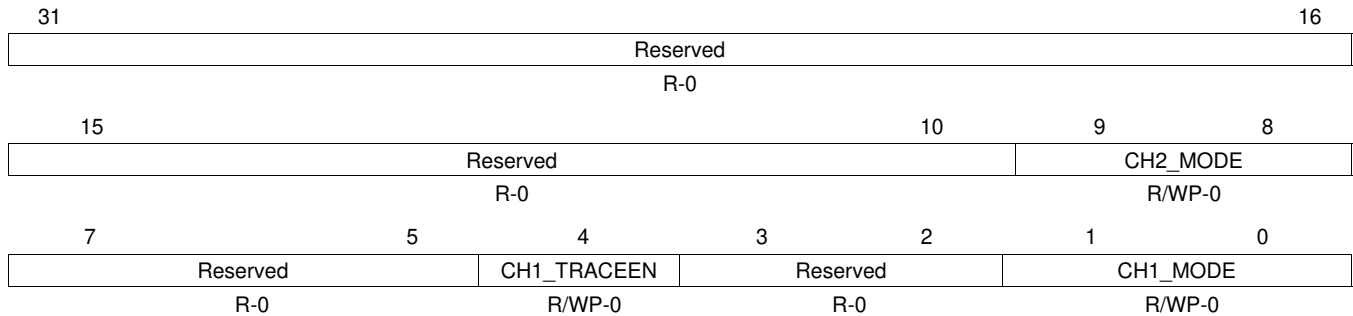 31 16
Reserved
R-0
15 10 9 8
Reserved CH2_MODE
R-0 R/WP-0
7 5 4 3 2 1 0
Reserved CH1_TRACEEN Reserved CH1_MODE
R-0 R/WP-0 R-0 R/WP-0